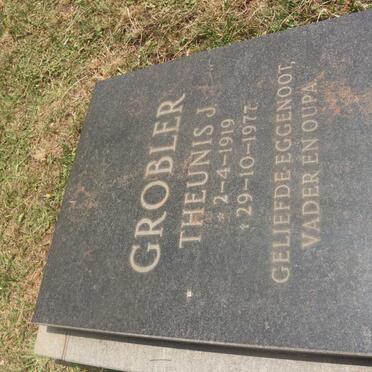 GROBLER
THEUNIS J.
* 2-4-1919
† 29-10-1977
GELIEFDE EGGENOOT,
VADER EN OUPA